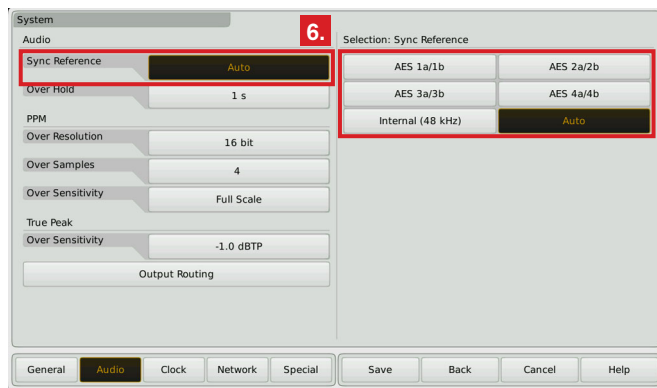 System
6.
Audio
Sync Reference
Auto
Over Hold
1 s
PPM
Over Resolution
16 bit
Over Samples
4
Over Sensitivity
Full Scale
True Peak
Over Sensitivity
-1.0 dBTP
Output Routing
Selection: Sync Reference
AES 1a/1b
AES 2a/2b
AES 3a/3b
AES 4a/4b
Internal (48 kHz)
Auto
General
Audio
Clock
Network
Special
Save
Back
Cancel
Help